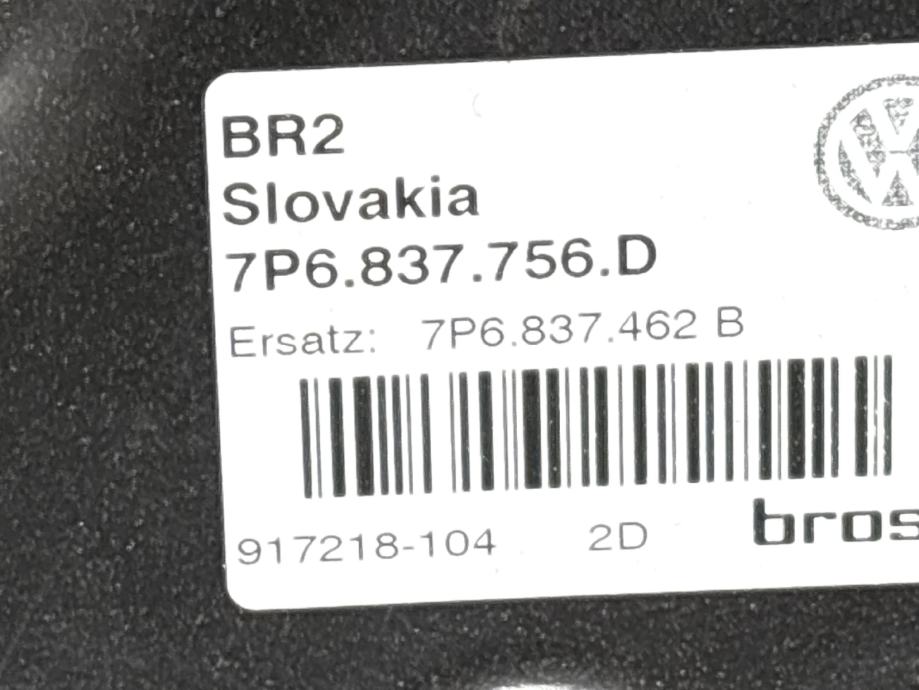 BR2
Slovakia
7P6.837.756.D
Ersatz: 7P6.837.462 B
917218-104 2D